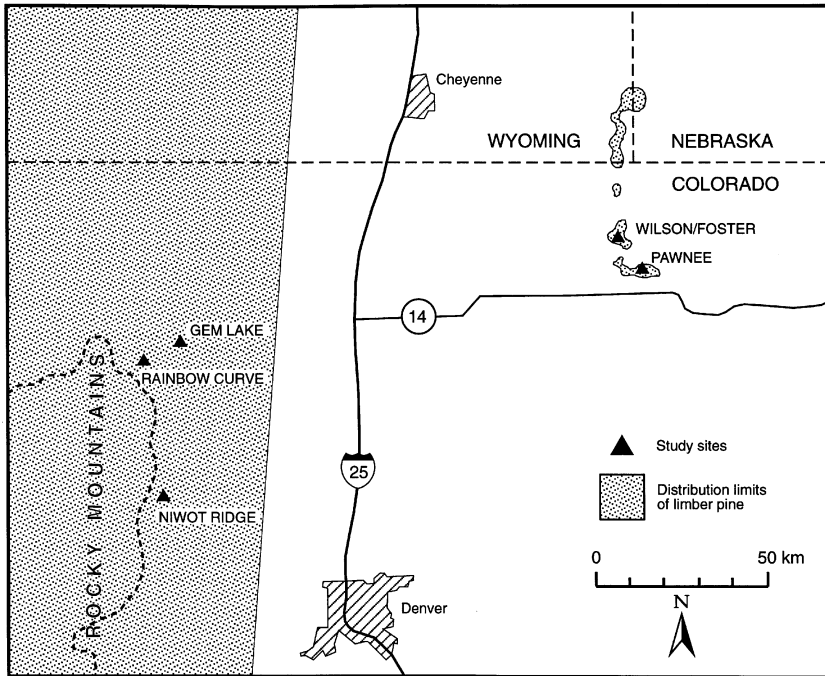 Cheyenne
WYOMING
NEBRASKA
COLORADO
WILSON/FOSTER
PAWNEE
14
GEM LAKE
RAINBOW CURVE
ROCKY MOUNTAINS
25
NIWOT RIDGE
Study sites
Distribution limits
of limber pine
0 50 km
N
Denver